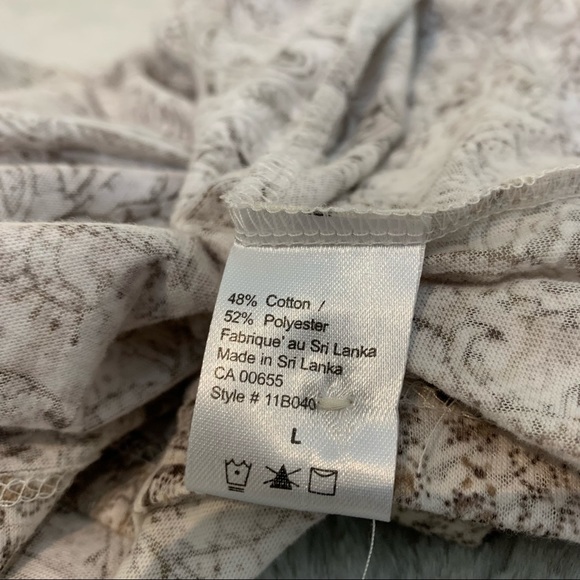 48% Cotton /
52% Polyester
Fabrique' au Sri Lanka
Made in Sri Lanka
CA 00655
Style # 11B040
L